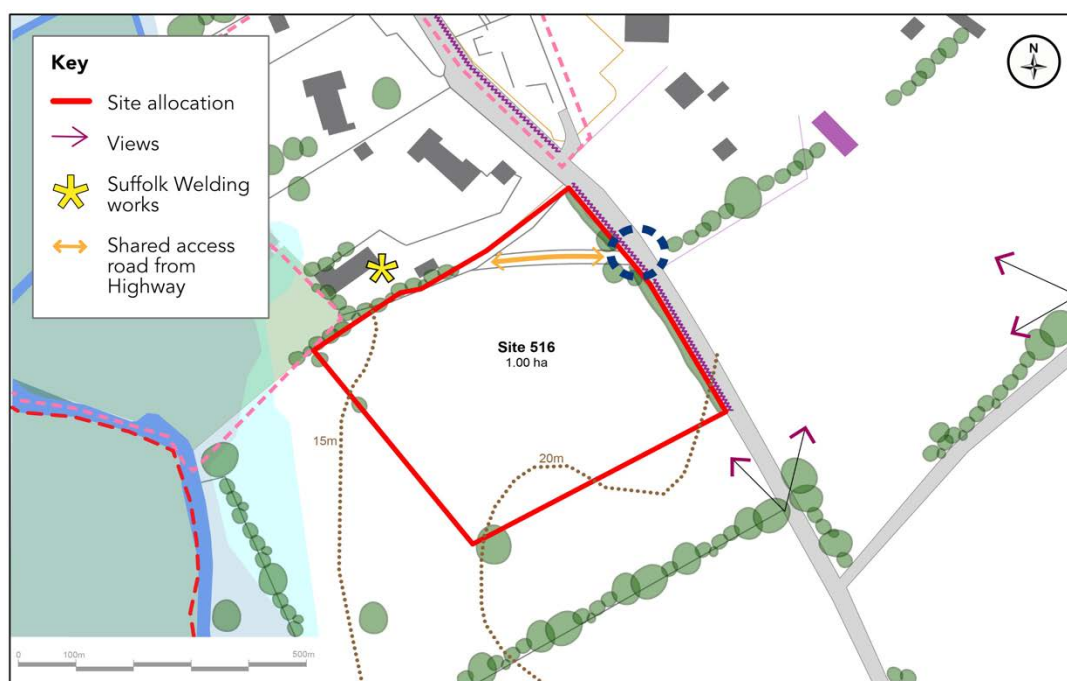 Key
Site allocation
Views
Suffolk Welding
works
Shared access
road from
Highway
N
Site 516
1.00 ha
15m
20m
0 100m 500m